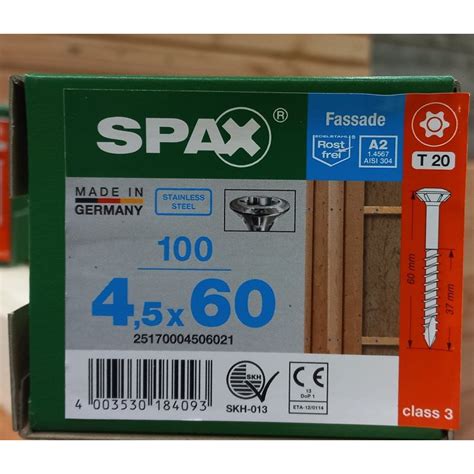 SPAX®
Fassade
EDELSTAHL
Rost
frei
A2
1.4567
AISI 304
T 20
MADE IN
GERMANY
STAINLESS
STEEL
100
4,5 x 60
25170004506021
60 mm
37 mm
4 003530 184093
SKH
SKH-013
CE
13
DoP 1
ETA-12/0114
class 3